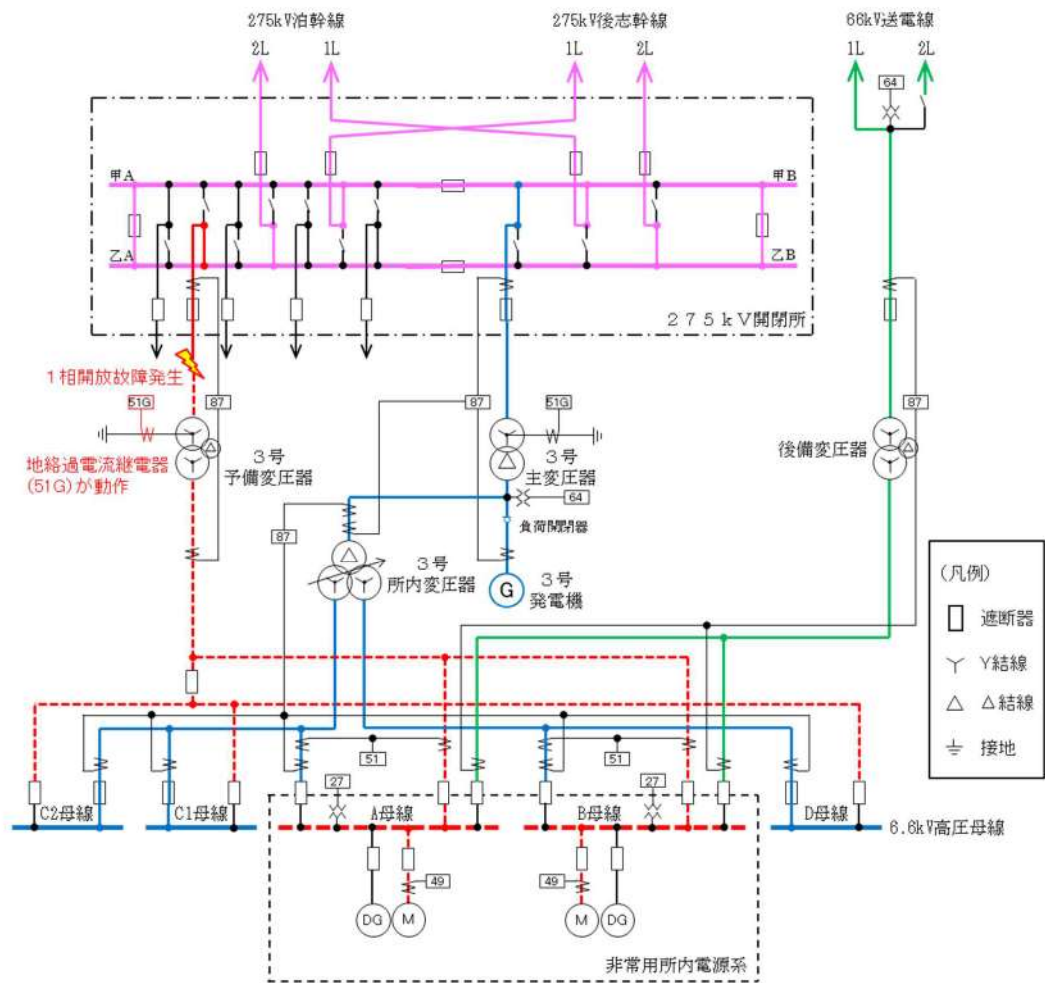 275kV泊幹線
275kV後志幹線
66kV送電線
2L
1L
1L
2L
1L
2L
64
甲A
甲B
乙A
乙B
275kV開閉所
1相開放故障発生
51G
87
87
51G
87
地絡過電流継電器
(51G)が動作
3号
予備変圧器
3号
主変圧器
後備変圧器
64
負荷開閉器
87
3号
所内変圧器
G
3号
発電機
(凡例)
遮断器
Y結線
△結線
接地
51
51
27
27
C2母線
C1母線
A母線
B母線
D母線
6.6kV高圧母線
49
49
DG
M
M
DG
非常用所内電源系